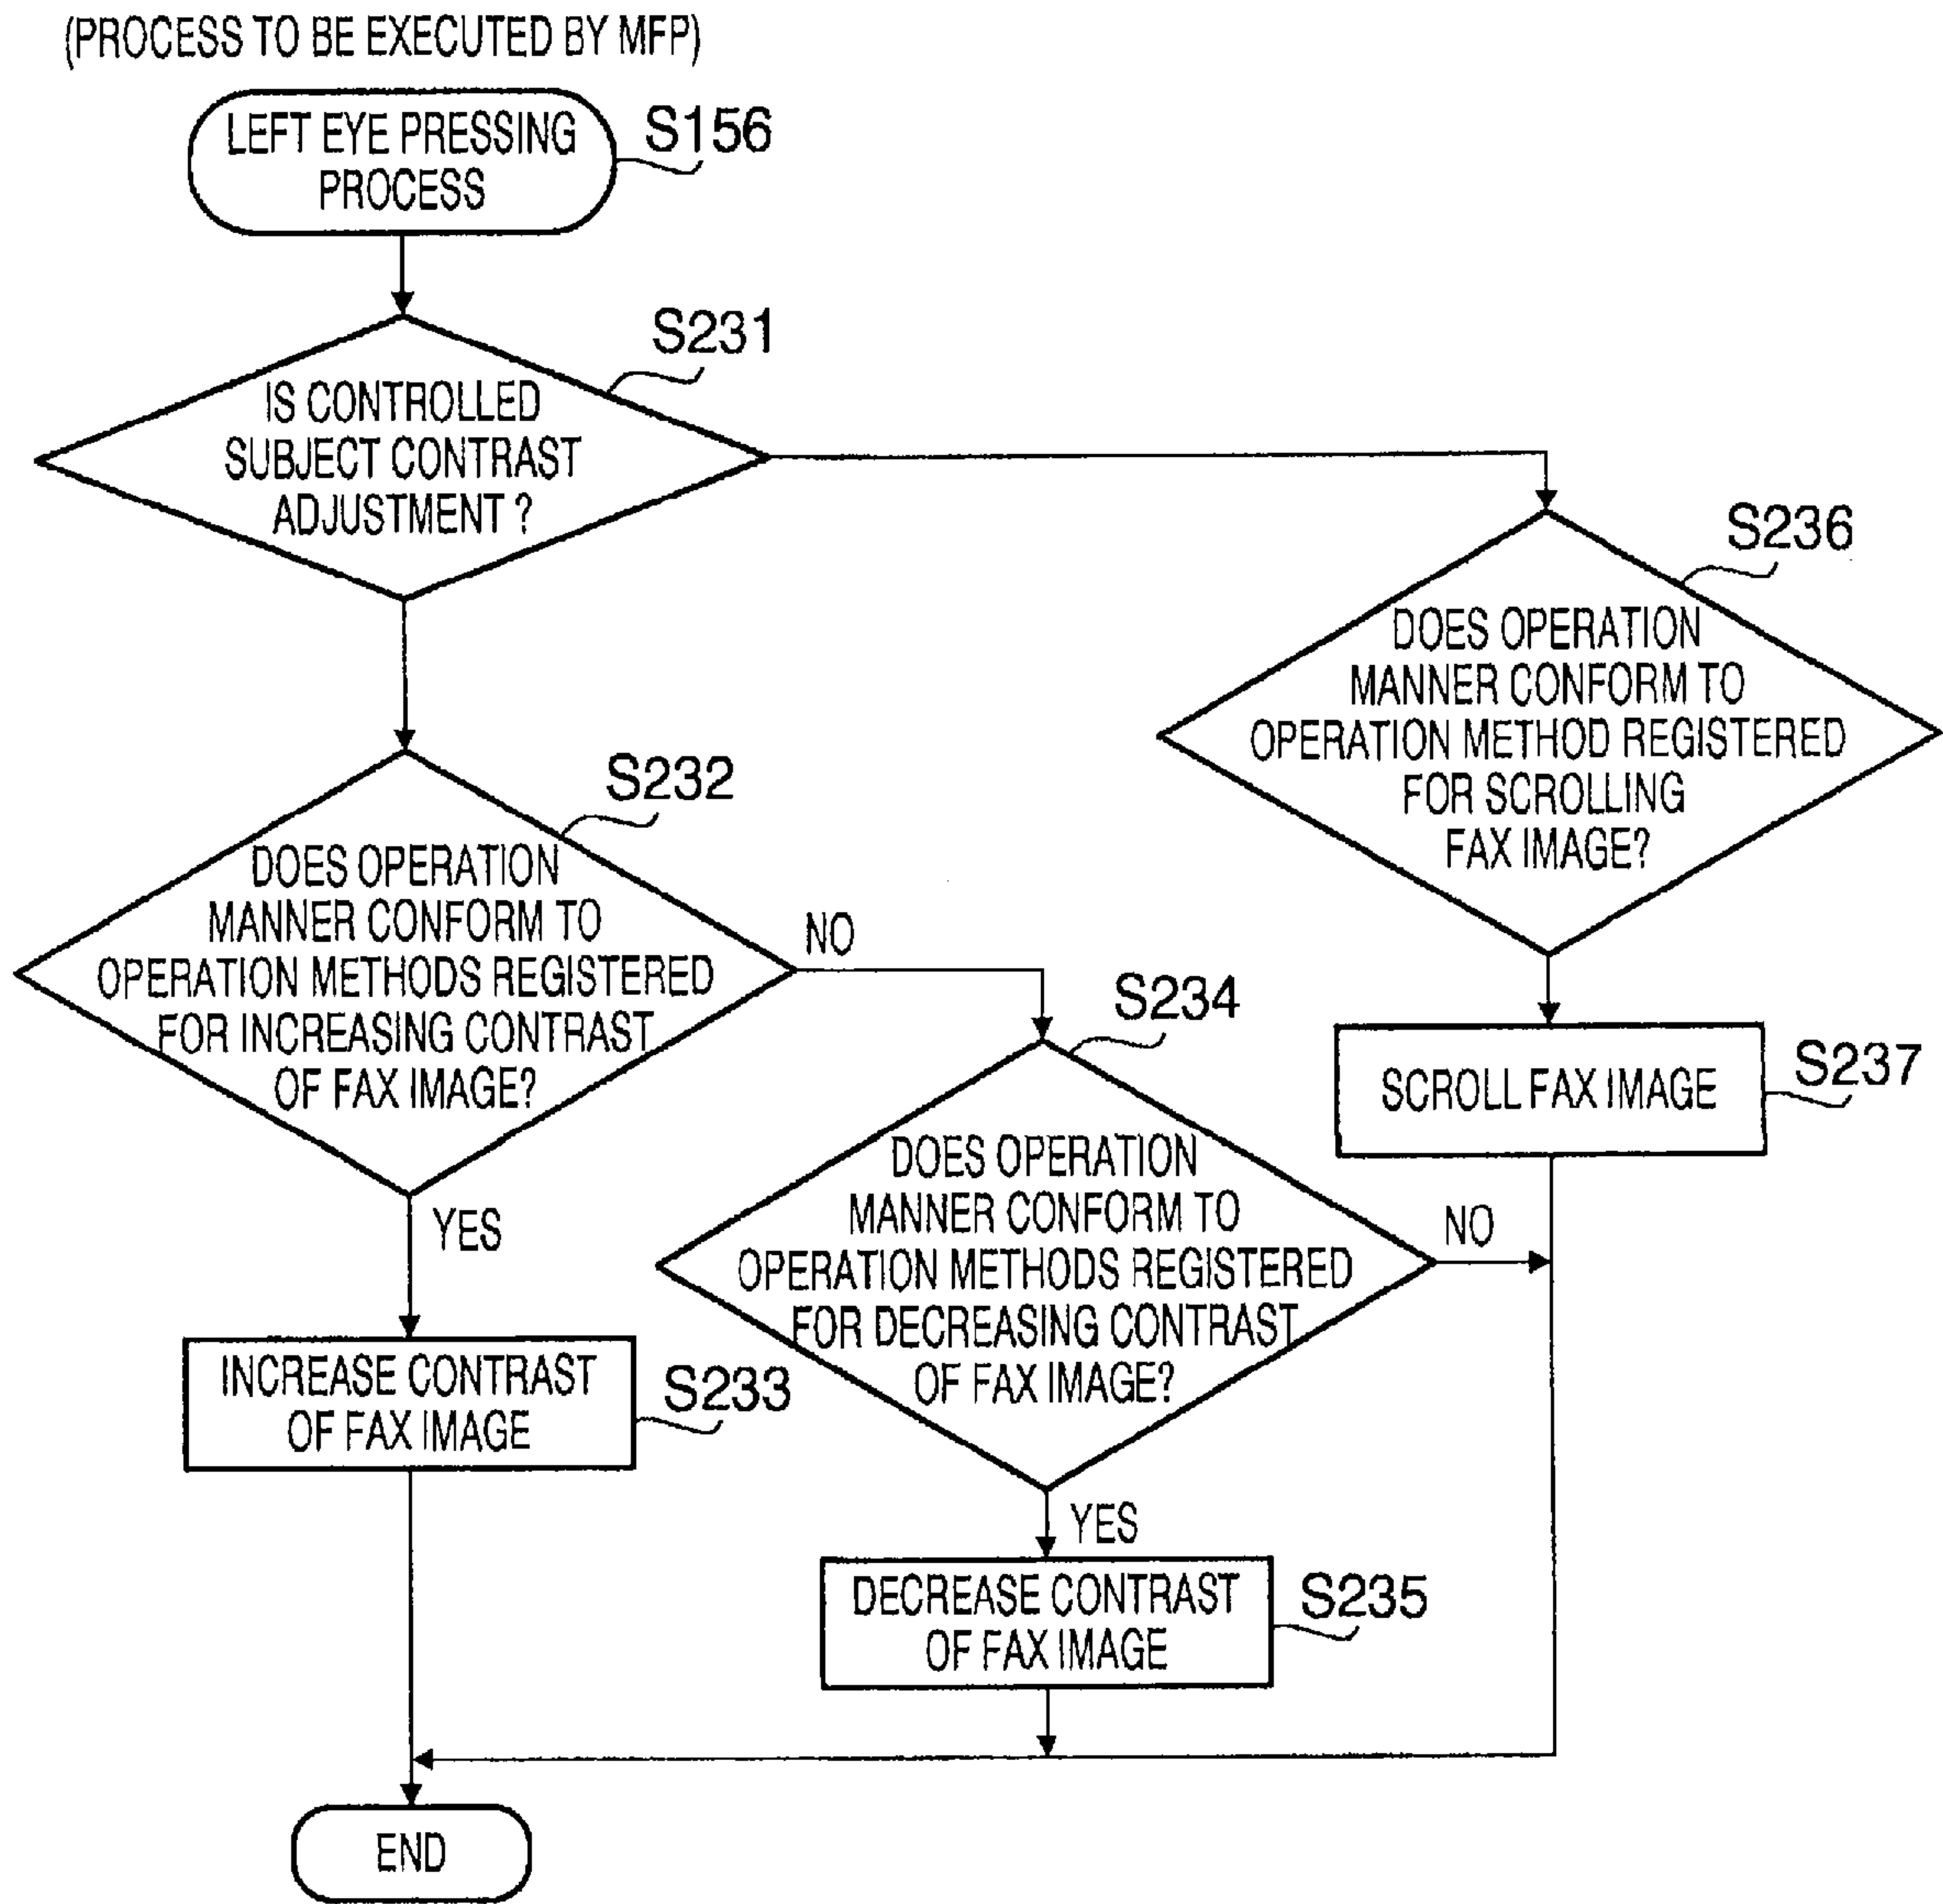 (PROCESS TO BE EXECUTED BY MFP)
LEFT EYE PRESSING
PROCESS
S156
S231
IS CONTROLLED
SUBJECT CONTRAST
ADJUSTMENT ?
S236
DOES OPERATION
MANNER CONFORM TO
OPERATION METHOD REGISTERED
FOR SCROLLING
FAX IMAGE?
S232
DOES OPERATION
MANNER CONFORM TO
OPERATION METHODS REGISTERED
FOR INCREASING CONTRAST
OF FAX IMAGE?
NO
YES
S234
DOES OPERATION
MANNER CONFORM TO
OPERATION METHODS REGISTERED
FOR DECREASING CONTRAST
OF FAX IMAGE?
NO
YES
SCROLL FAX IMAGE
S237
INCREASE CONTRAST
OF FAX IMAGE
S233
DECREASE CONTRAST
OF FAX IMAGE
S235
END